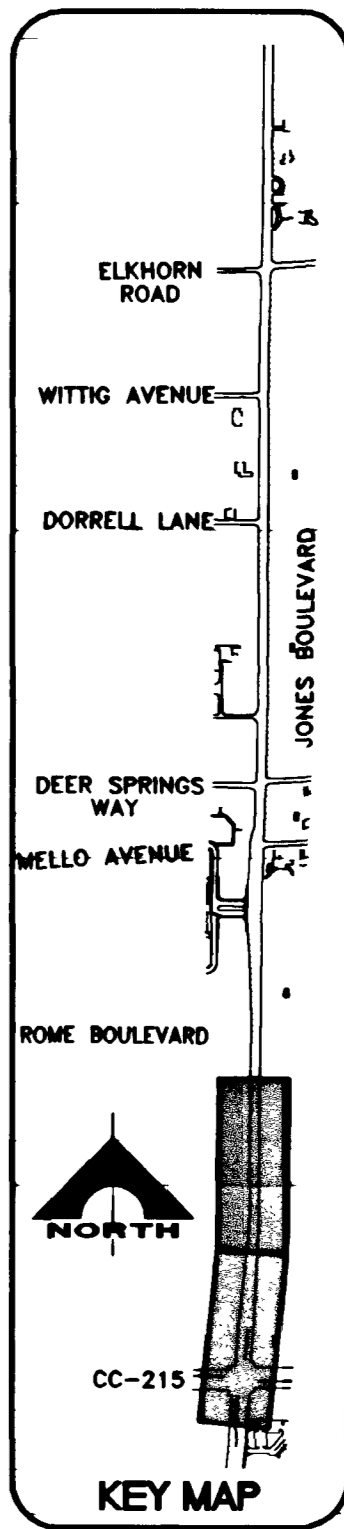 ELKHORN
ROAD
WITTIG AVENUE
DORRELL LANE
JONES BOULEVARD
DEER SPRINGS
WAY
MELLO AVENUE
ROME BOULEVARD
NORTH
CC-215
KEY MAP